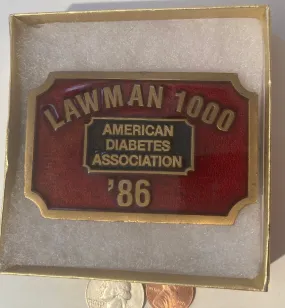 LAWMAN 1000
AMERICAN
DIABETES
ASSOCIATION
'86